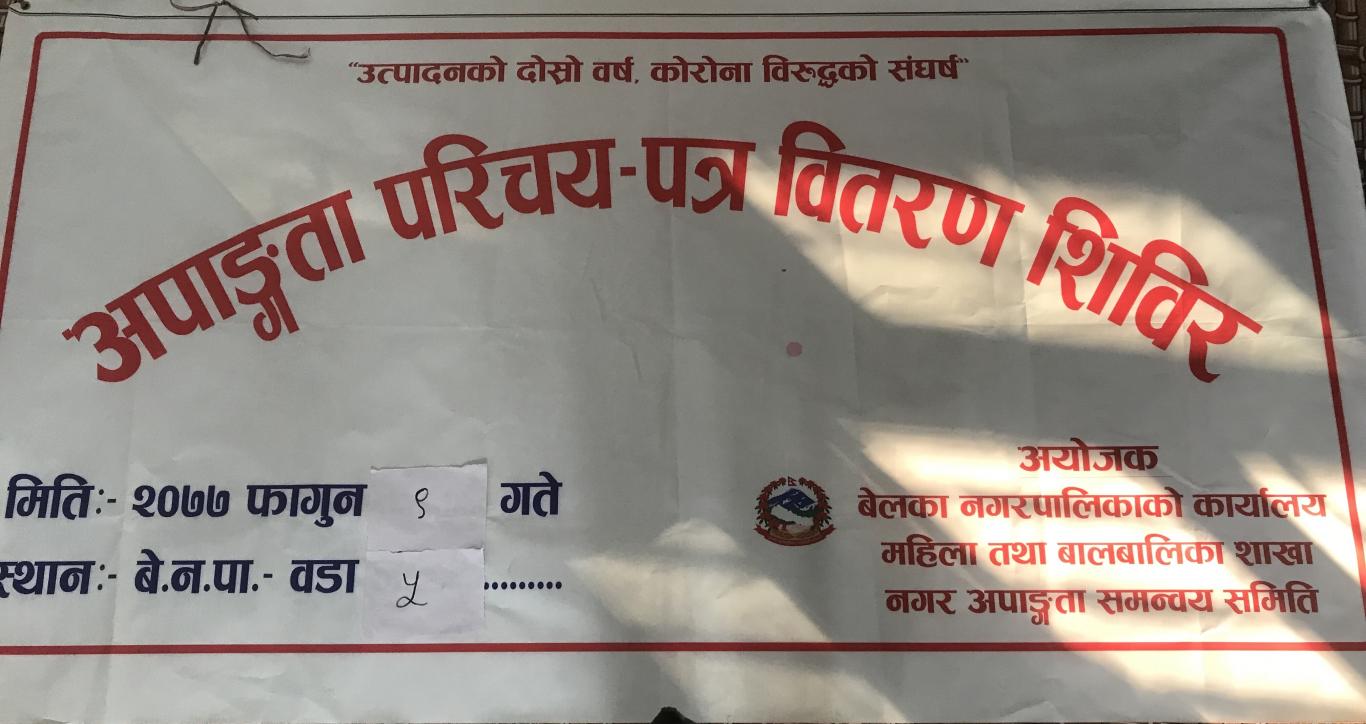 “उत्पादनको दोस्रो वर्ष, कोरोना विरुद्धको संघर्ष”
अपाङ्गता परिचय-पत्र वितरण शिविर
मिति:- २०७७ फागुन ९ गते
स्थान:- बे.न.पा.- वडा ५ .........
अयोजक
बेलका नगरपालिकाको कार्यालय
महिला तथा बालबालिका शाखा
नगर अपाङ्गता समन्वय समिति